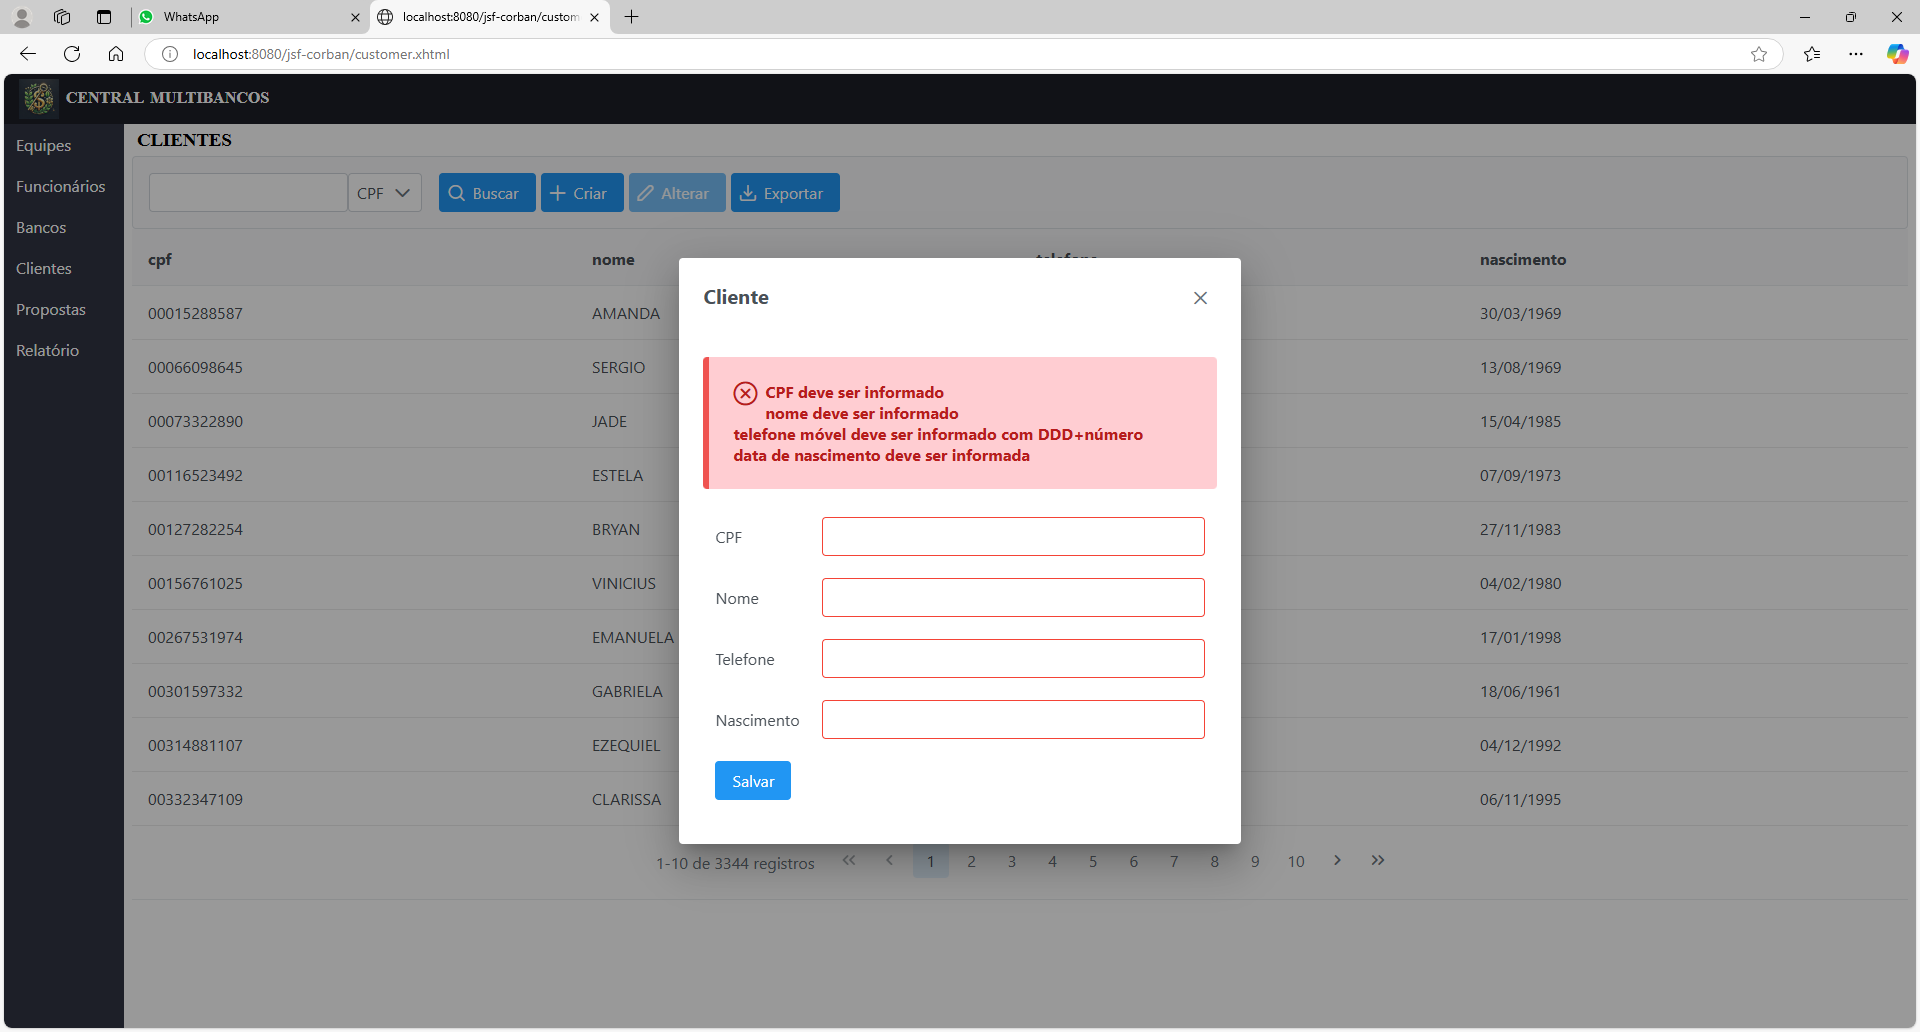 WhatsApp
localhost:8080/jsf-corban/custom
localhost:8080/jsf-corban/customer.xhtml
CENTRAL MULTIBANCOS
Equipes
Funcionários
Bancos
Clientes
Propostas
Relatório
CLIENTES
CPF Buscar Criar Alterar Exportar
cpf nome telefone nascimento
00015288587 AMANDA 30/03/1969
00066098645 SERGIO 13/08/1969
00073322890 JADE 15/04/1985
00116523492 ESTELA 07/09/1973
00127282254 BRYAN 27/11/1983
00156761025 VINICIUS 04/02/1980
00267531974 EMANUELA 17/01/1998
00301597332 GABRIELA 18/06/1961
00314881107 EZEQUIEL 04/12/1992
00332347109 CLARISSA 06/11/1995
1-10 de 3344 registros 1 2 3 4 5 6 7 8 9 10
Cliente
CPF deve ser informado
nome deve ser informado
telefone móvel deve ser informado com DDD+número
data de nascimento deve ser informada
CPF
Nome
Telefone
Nascimento
Salvar